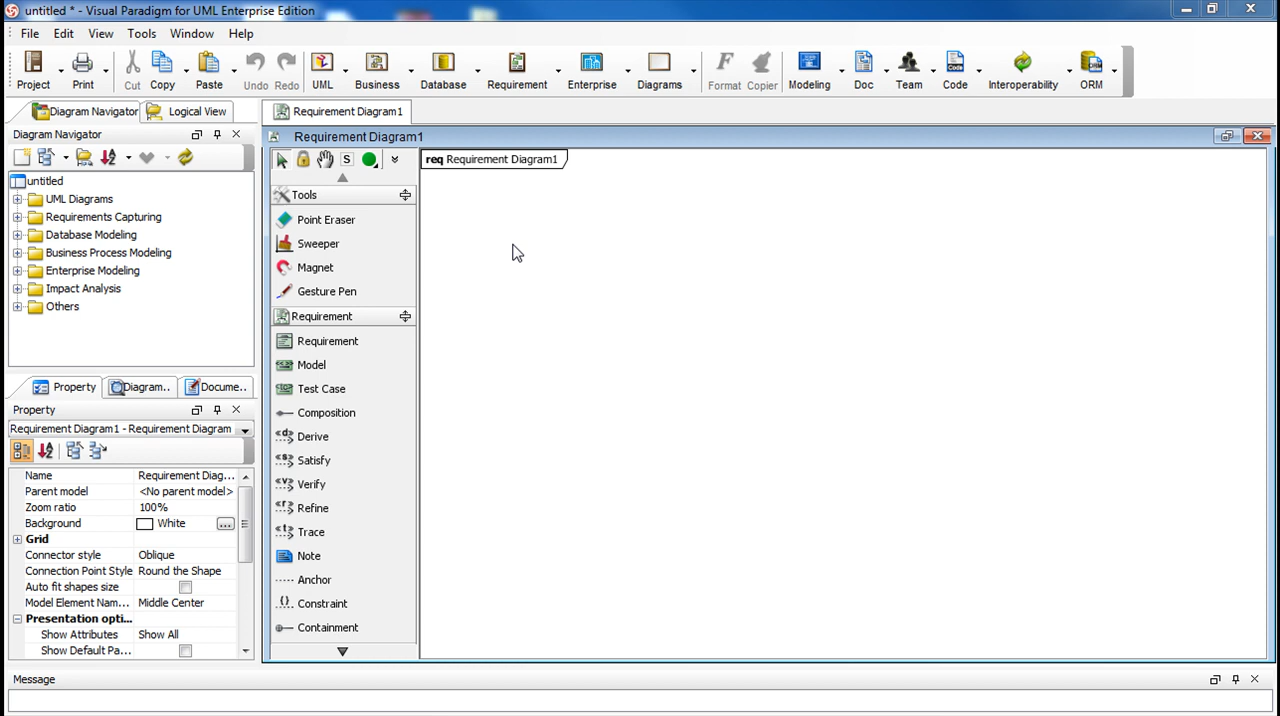 untitled * - Visual Paradigm for UML Enterprise Edition
File Edit View Tools Window Help
Project Print Cut Copy Paste Undo Redo UML Business Database Requirement Enterprise Diagrams Format Copier Modeling Doc Team Code Interoperability ORM
Diagram Navigator Logical View Requirement Diagram1
Diagram Navigator
Requirement Diagram1
S
req Requirement Diagram1
untitled
UML Diagrams
Requirements Capturing
Database Modeling
Business Process Modeling
Enterprise Modeling
Impact Analysis
Others
Tools
Point Eraser
Sweeper
Magnet
Gesture Pen
Requirement
Requirement
Model
Test Case
Composition
Derive
Satisfy
Verify
Refine
Trace
Note
Anchor
Constraint
Containment
Property Diagram.. Docume..
Property
Requirement Diagram1 - Requirement Diagram
Name Requirement Diag...
Parent model <No parent model>
Zoom ratio 100%
Background White ...
Grid
Connector style Oblique
Connection Point Style Round the Shape
Auto fit shapes size
Model Element Nam... Middle Center
Presentation opti...
Show Attributes Show All
Show Default Pa...
Message